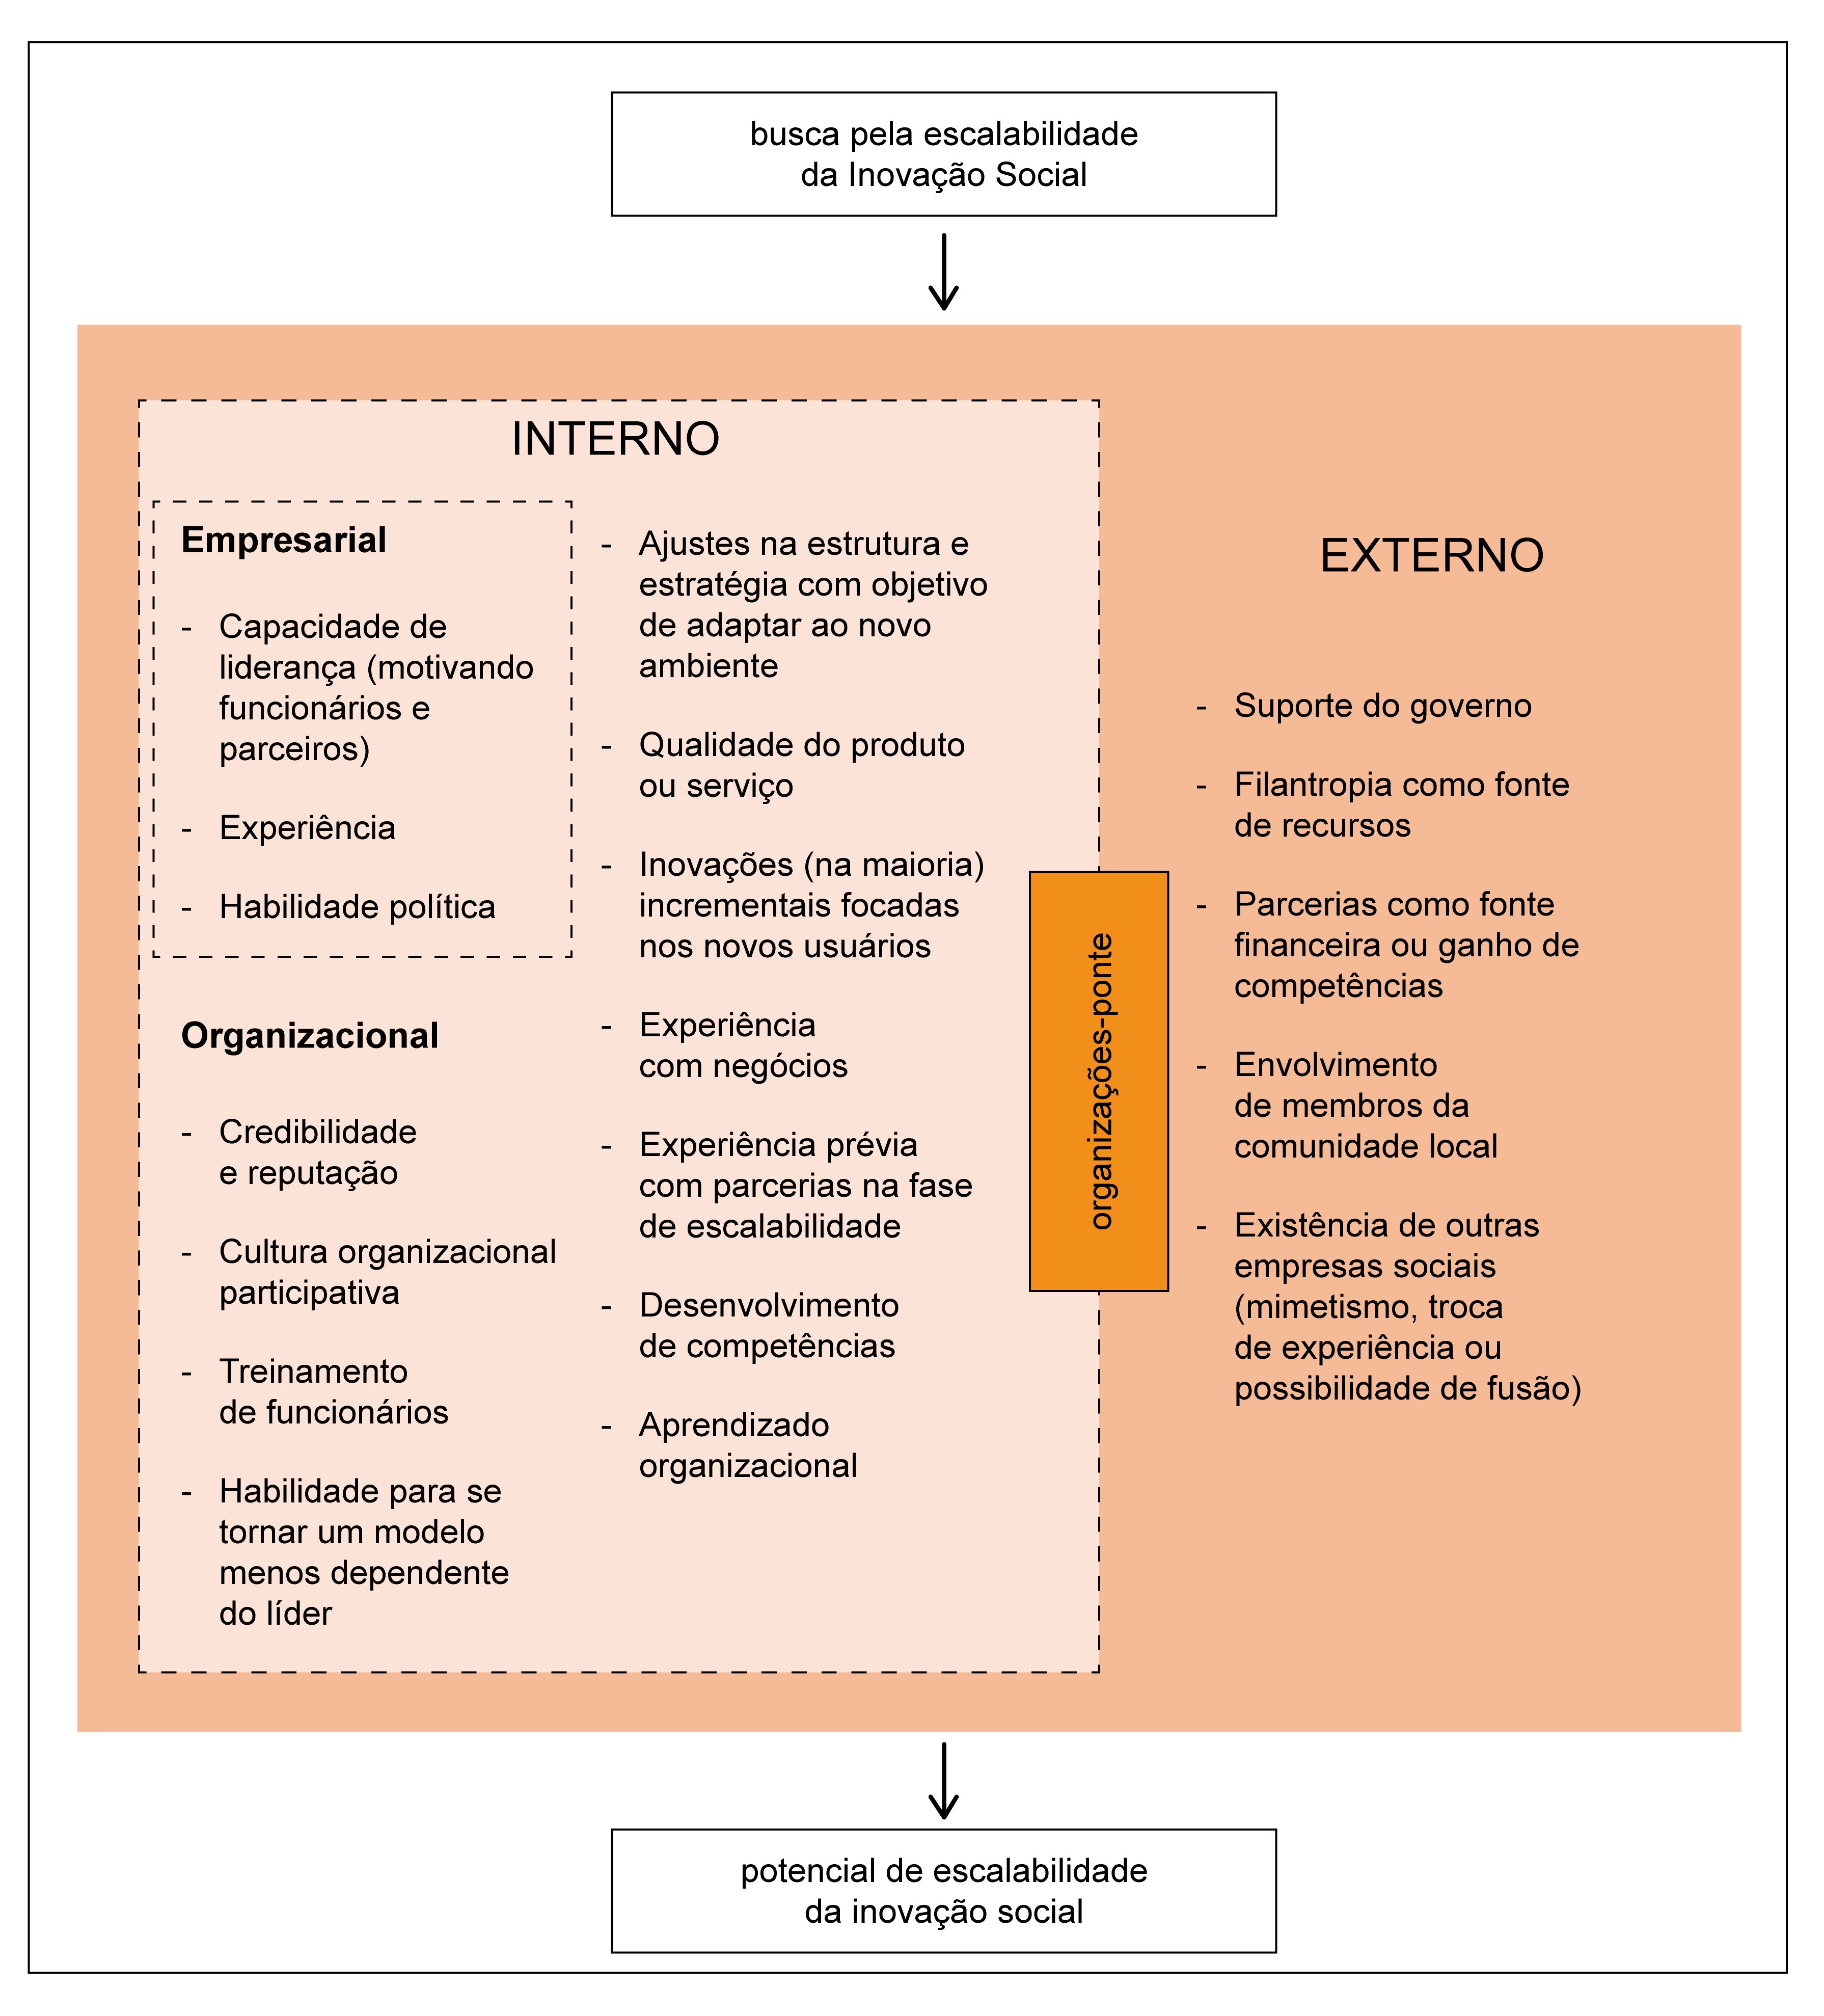 busca pela escalabilidade
da Inovação Social
INTERNO
Empresarial
- Capacidade de
liderança (motivando
funcionários e
parceiros)
- Experiência
- Habilidade política
Organizacional
- Credibilidade
e reputação
- Cultura organizacional
participativa
- Treinamento
de funcionários
- Habilidade para se
tornar um modelo
menos dependente
do líder
- Ajustes na estrutura e
estratégia com objetivo
de adaptar ao novo
ambiente
- Qualidade do produto
ou serviço
- Inovações (na maioria)
incrementais focadas
nos novos usuários
- Experiência
com negócios
- Experiência prévia
com parcerias na fase
de escalabilidade
- Desenvolvimento
de competências
- Aprendizado
organizacional
organizações-ponte
EXTERNO
- Suporte do governo
- Filantropia como fonte
de recursos
- Parcerias como fonte
financeira ou ganho de
competências
- Envolvimento
de membros da
comunidade local
- Existência de outras
empresas sociais
(mimetismo, troca
de experiência ou
possibilidade de fusão)
potencial de escalabilidade
da inovação social